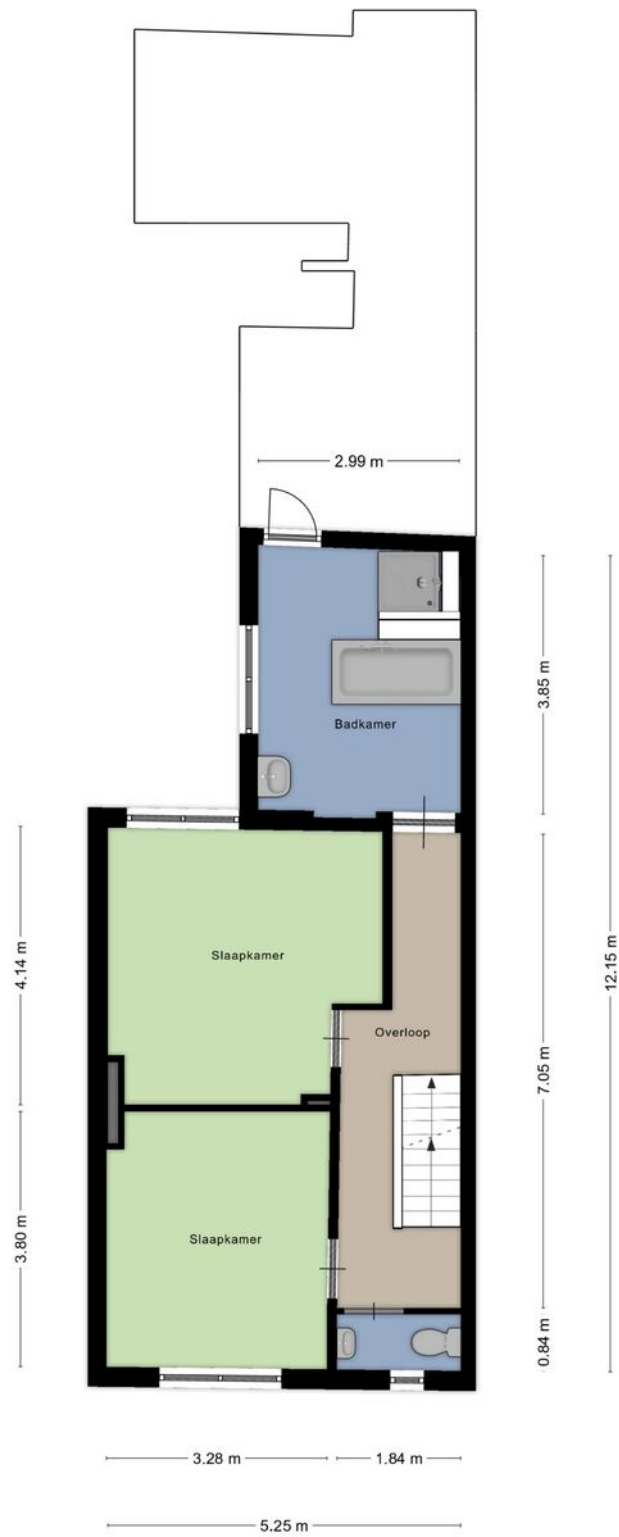 2.99 m
3.85 m
Badkamer
12.15 m
4.14 m
Slaapkamer
Overloop
7.05 m
3.80 m
Slaapkamer
0.84 m
3.28 m
1.84 m
5.25 m